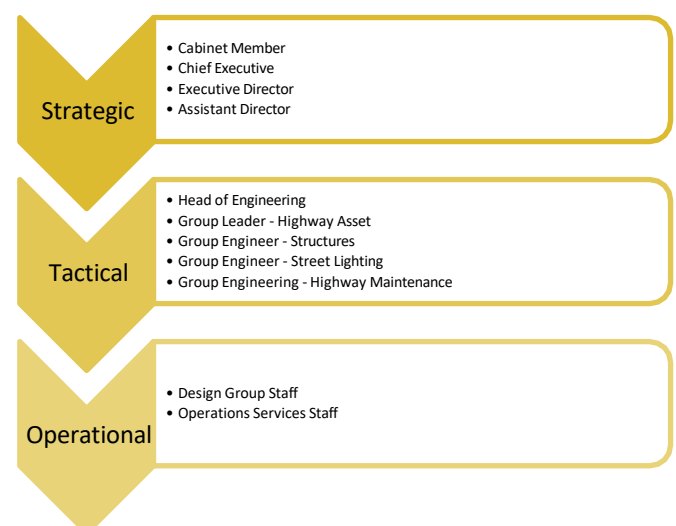 Strategic
• Cabinet Member
• Chief Executive
• Executive Director
• Assistant Director
Tactical
• Head of Engineering
• Group Leader - Highway Asset
• Group Engineer - Structures
• Group Engineer - Street Lighting
• Group Engineering - Highway Maintenance
Operational
• Design Group Staff
• Operations Services Staff